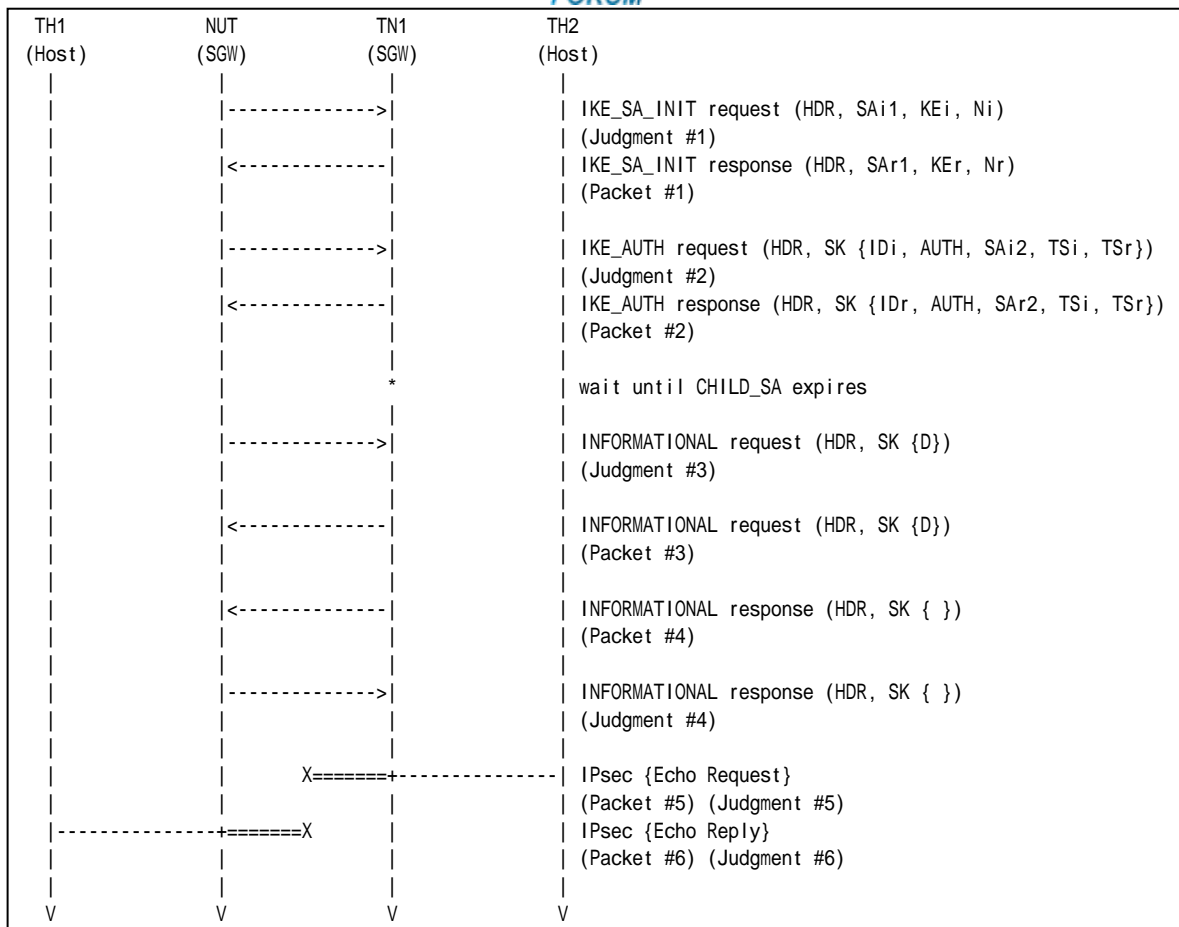 FORUM
TH1 NUT TN1 TH2
(Host) (SGW) (SGW) (Host)
| | | |
| |-------------->| | IKE_SA_INIT request (HDR, SAi1, KEi, Ni)
| | | | (Judgment #1)
| |<--------------| | IKE_SA_INIT response (HDR, SAr1, KEr, Nr)
| | | | (Packet #1)
| | | |
| |-------------->| | IKE_AUTH request (HDR, SK {IDi, AUTH, SAi2, TSi, TSr})
| | | | (Judgment #2)
| |<--------------| | IKE_AUTH response (HDR, SK {IDr, AUTH, SAr2, TSi, TSr})
| | | | (Packet #2)
| | | |
| | * | wait until CHILD_SA expires
| | | |
| |-------------->| | INFORMATIONAL request (HDR, SK {D})
| | | | (Judgment #3)
| | | |
| |<--------------| | INFORMATIONAL request (HDR, SK {D})
| | | | (Packet #3)
| | | |
| |<--------------| | INFORMATIONAL response (HDR, SK { })
| | | | (Packet #4)
| | | |
| |-------------->| | INFORMATIONAL response (HDR, SK { })
| | | | (Judgment #4)
| | | |
| | X=======+---------------| IPsec {Echo Request}
| | | | (Packet #5) (Judgment #5)
|----------------+=======X | | IPsec {Echo Reply}
| | | | (Packet #6) (Judgment #6)
| | | |
V V V V